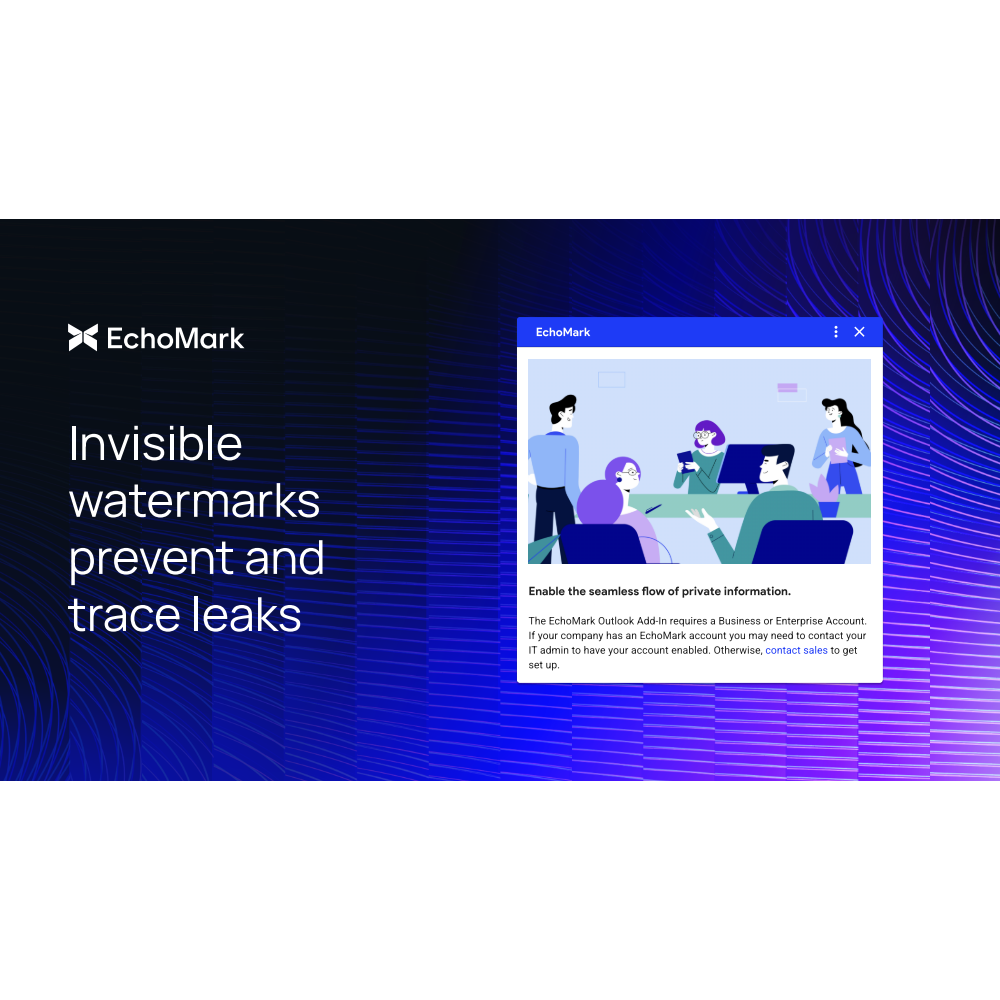 EchoMark
Invisible
watermarks
prevent and
trace leaks
EchoMark
Enable the seamless flow of private information.
The EchoMark Outlook Add-In requires a Business or Enterprise Account.
If your company has an EchoMark account you may need to contact your
IT admin to have your account enabled. Otherwise, contact sales to get
set up.